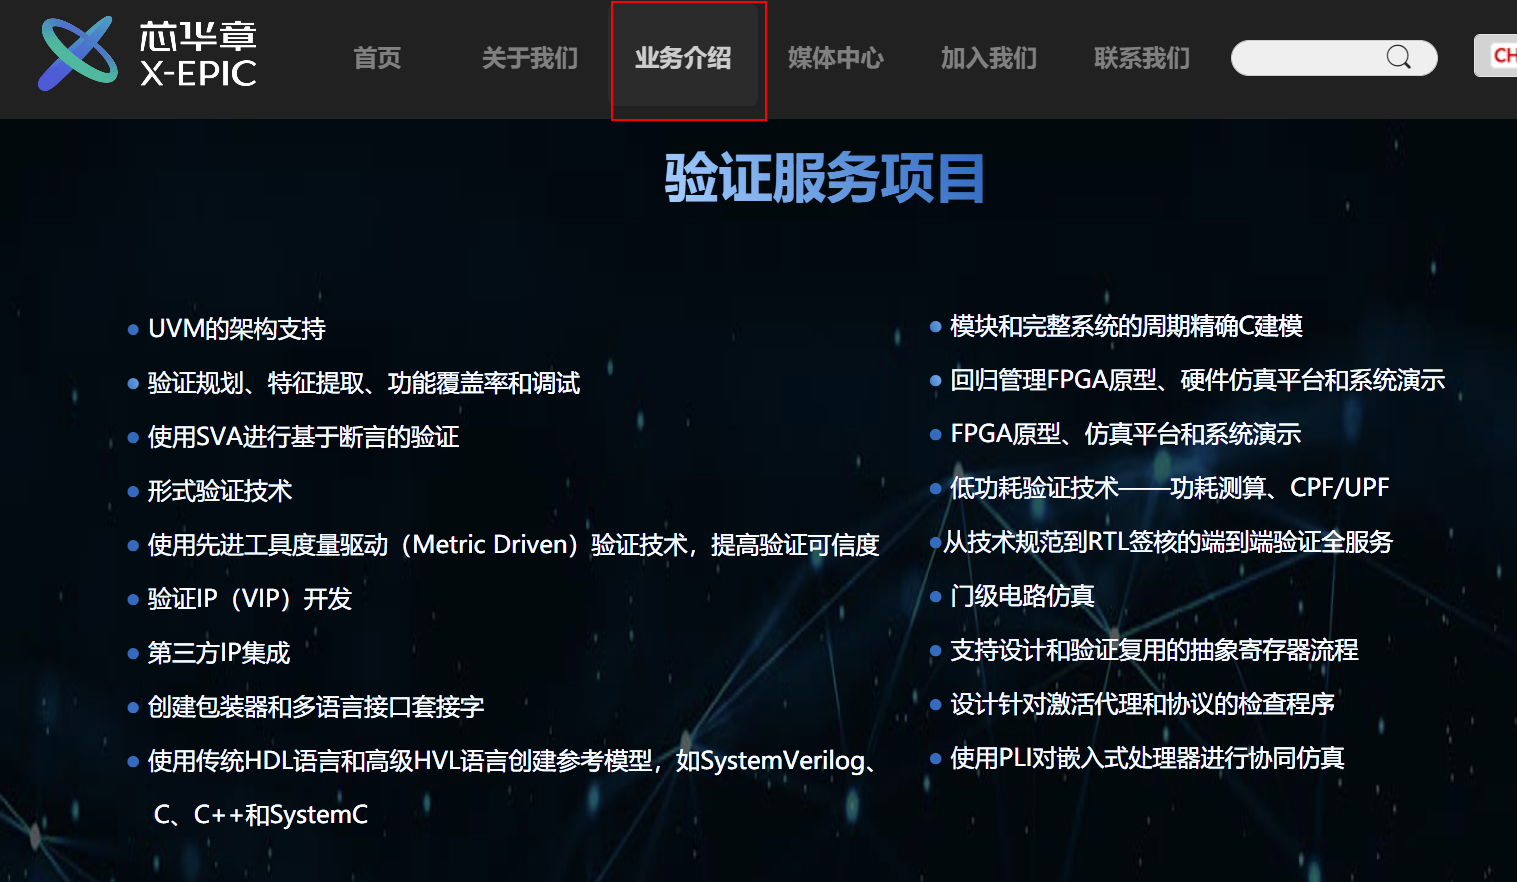 芯华章
X-EPIC
首页
关于我们
业务介绍
媒体中心
加入我们
联系我们
CH
验证服务项目
UVM的架构支持
验证规划、特征提取、功能覆盖率和调试
使用SVA进行基于断言的验证
形式验证技术
使用先进工具度量驱动（Metric Driven）验证技术，提高验证可信度
验证IP（VIP）开发
第三方IP集成
创建包装器和多语言接口套接字
使用传统HDL语言和高级HVL语言创建参考模型，如SystemVerilog、
C、C++和SystemC
模块和完整系统的周期精确C建模
回归管理FPGA原型、硬件仿真平台和系统演示
FPGA原型、仿真平台和系统演示
低功耗验证技术——功耗测算、CPF/UPF
从技术规范到RTL签核的端到端验证全服务
门级电路仿真
支持设计和验证复用的抽象寄存器流程
设计针对激活代理和协议的检查程序
使用PLI对嵌入式处理器进行协同仿真